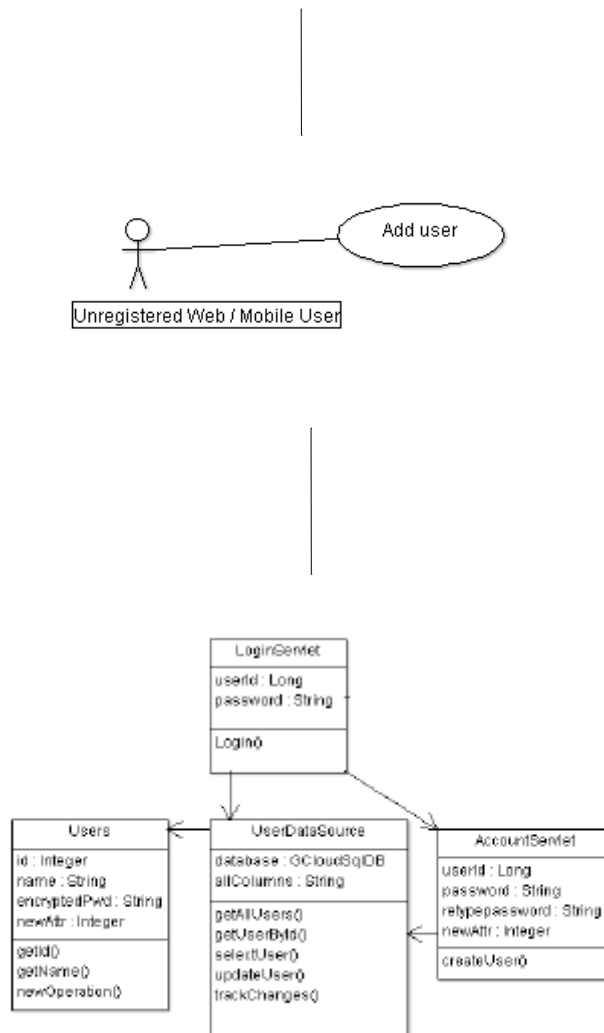 Add user
Unregistered Web / Mobile User
LoginServlet
userId : Long
password : String
Login()
Users
id : Integer
name : String
encryptedPwd : String
newAttr : Integer
getId()
getName()
newOperation()
UserDataSource
database : GCloudSqlDB
allColumns : String
getAllUsers()
getUserById()
selectUser()
updateUser()
trackChanges()
AccountServlet
userId : Long
password : String
retypepassword : String
newAttr : Integer
createUser()